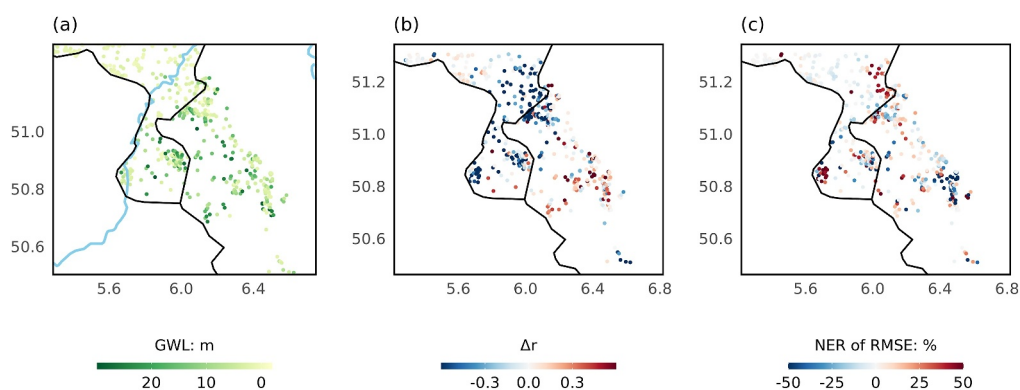 (a) (b) (c)
51.2 51.2
51.0 51.0 51.0
50.8 50.8 50.8
50.6 50.6 50.6
5.6 6.0 6.4 5.6 6.0 6.4 6.8 5.6 6.0 6.4 6.8
GWL: m Δr NER of RMSE: %
20 10 0 -0.3 0.0 0.3 -50 -25 0 25 50